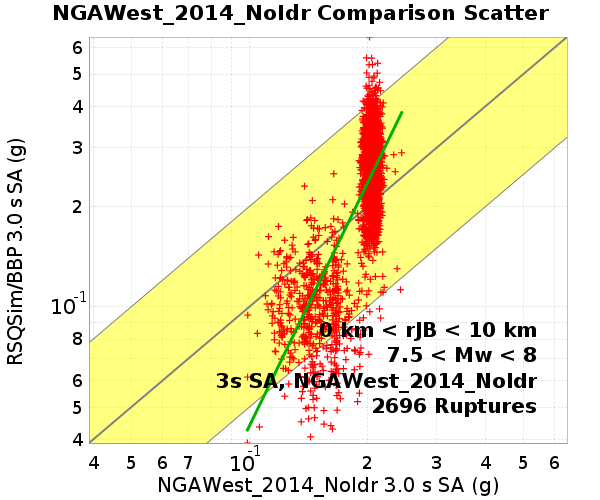 NGAWest_2014_NoIdr Comparison Scatter
RSQSim/BBP 3.0 s SA (g)
6
5
4
3
2
10-1
8
6
5
4
0 km < rJB < 10 km
7.5 < Mw < 8
3s SA, NGAWest_2014_NoIdr
2696 Ruptures
4 5 6 7 10-1 2 3 4 5 6
NGAWest_2014_NoIdr 3.0 s SA (g)